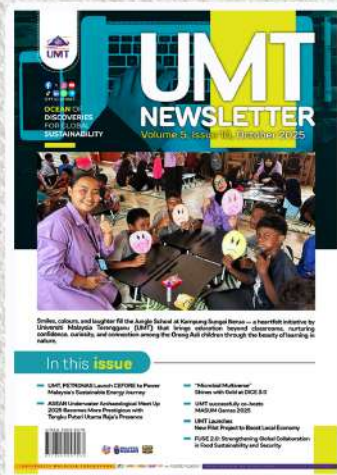 UMT
UMT
NEWSLETTER
Volume 5, Issue 10, October 2025
OCEAN OF
DISCOVERIES
FOR GLOBAL
SUSTAINABILITY
Smiles, colours, and laughter fill the Jungle School at Kampung Sungai Berua — a heartfelt initiative by
Universiti Malaysia Terengganu (UMT) that brings education beyond classrooms, nurturing
confidence, curiosity, and connection among the Orang Asli children through the beauty of learning in
nature.
In this issue
UMT, PETRONAS Launch CEFORE to Power
Malaysia's Sustainable Energy Journey
ASEAN Underwater Archaeological Meet Up
2025 Becomes More Prestigious with
Tengku Puteri Utama Raja's Presence
"Microbial Multiverse"
Shines with Gold at DICE 3.0
UMT successfully co-hosts
MASUM Games 2025
UMT Launches
New Pilot Project to Boost Local Economy
FUSE 2.0: Strengthening Global Collaboration
in Food Sustainability and Security